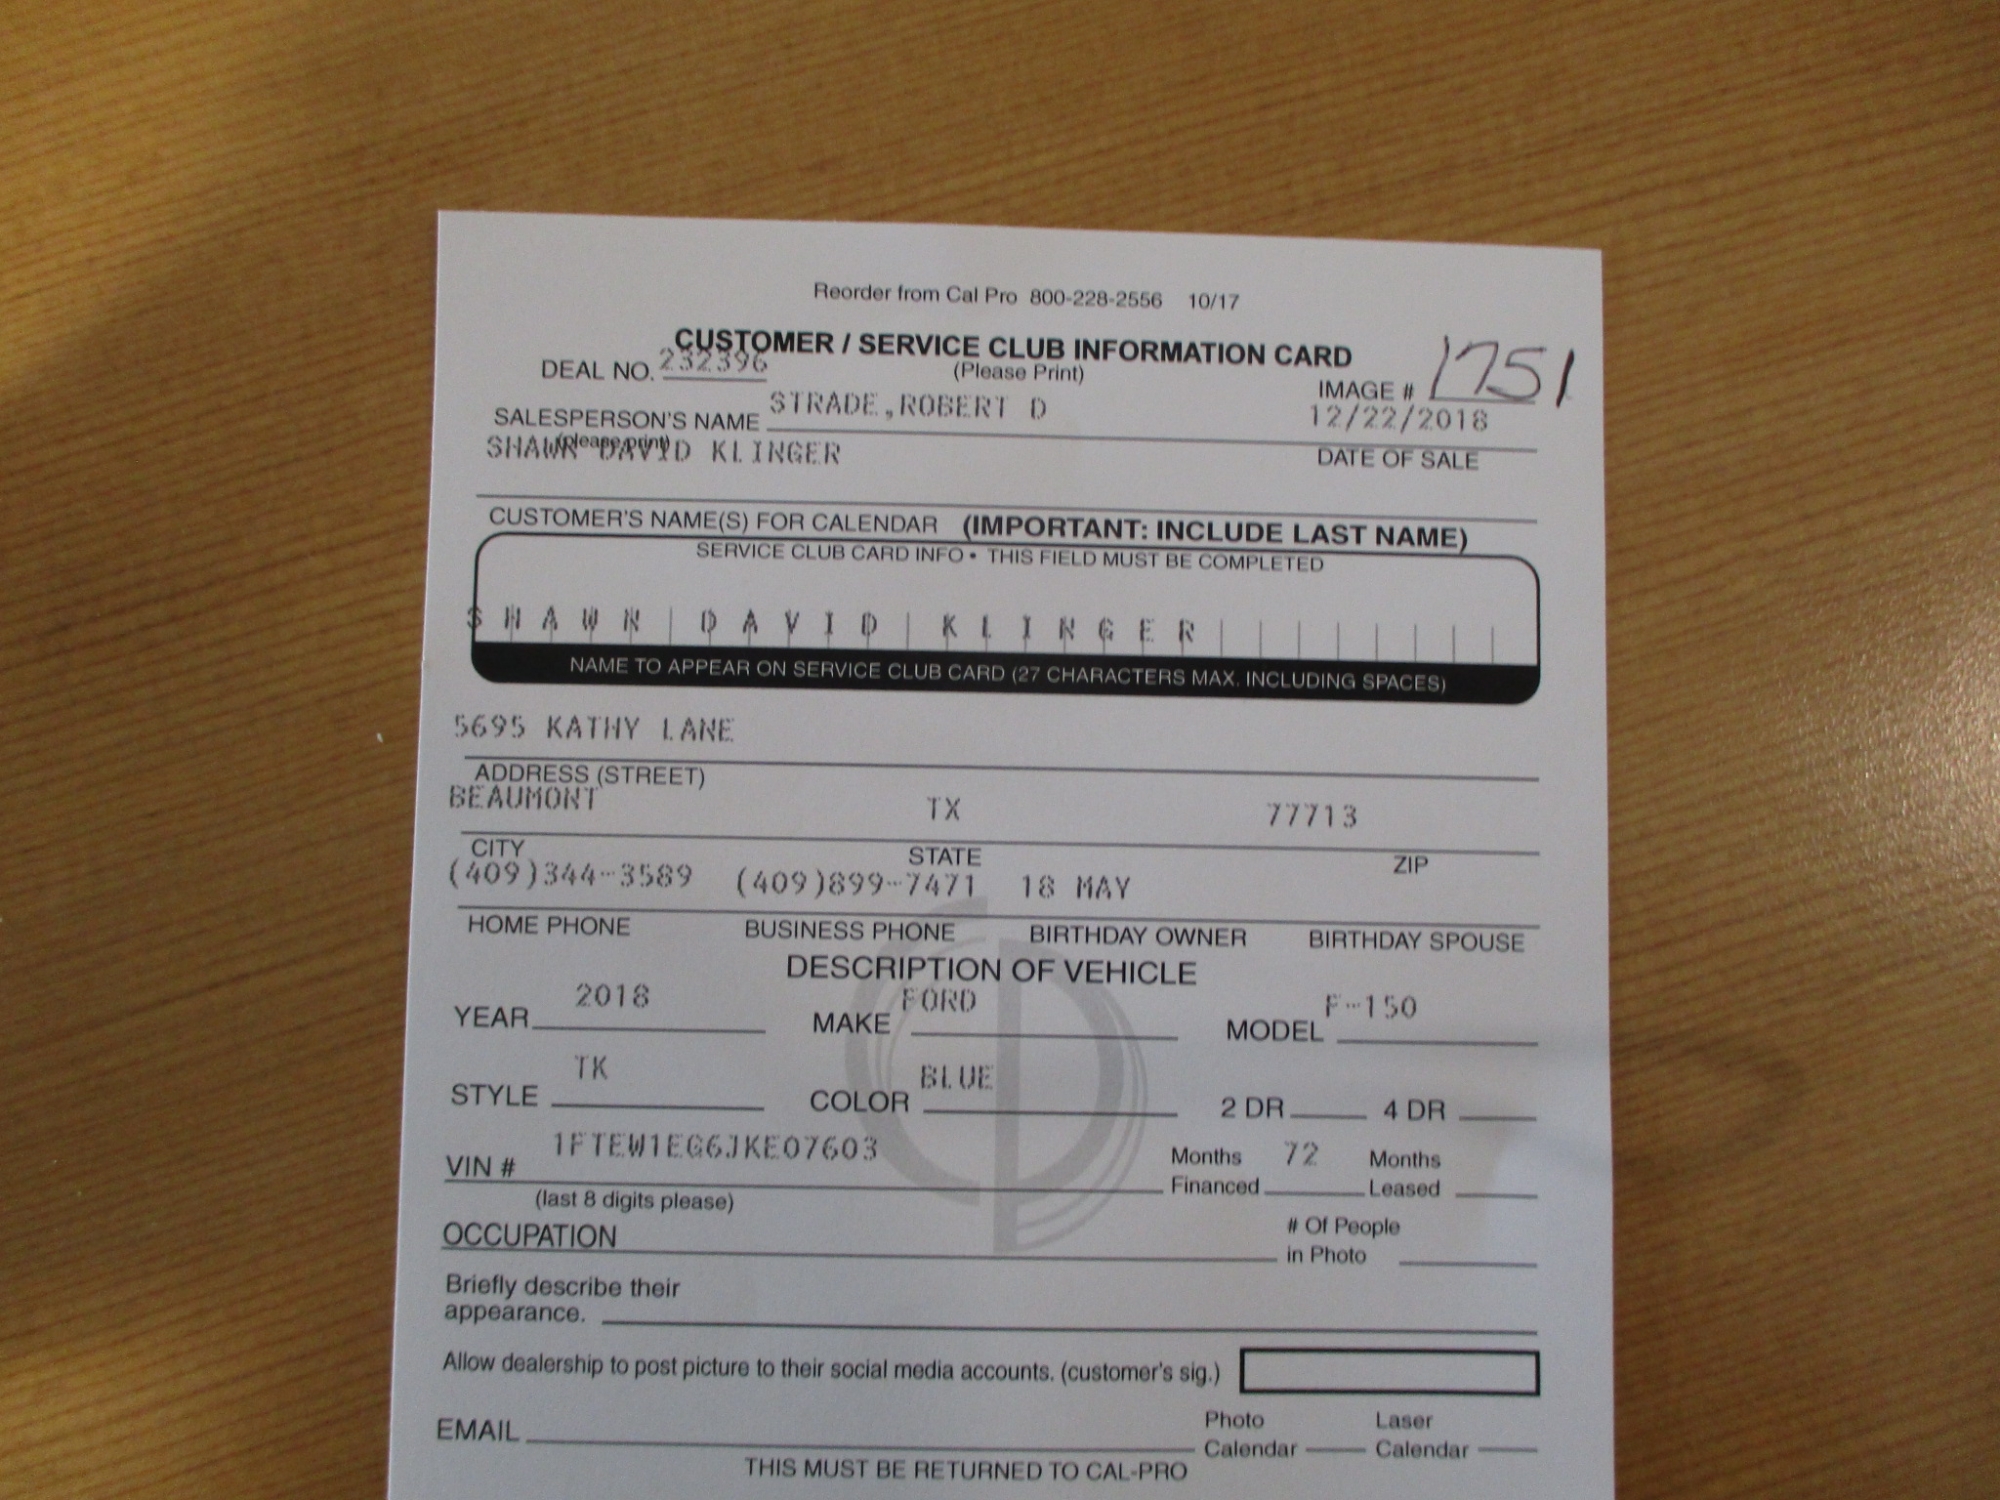 Reorder from Cal Pro 800-228-2556 10/17
CUSTOMER / SERVICE CLUB INFORMATION CARD
DEAL NO. 232396
(Please Print)
IMAGE # 1751
SALESPERSON'S NAME STRADE,ROBERT D
12/22/2018
(please print)
SHAWN DAVID KLINGER
DATE OF SALE
CUSTOMER'S NAME(S) FOR CALENDAR (IMPORTANT: INCLUDE LAST NAME)
SERVICE CLUB CARD INFO • THIS FIELD MUST BE COMPLETED
SHAWN DAVID KLINGER
NAME TO APPEAR ON SERVICE CLUB CARD (27 CHARACTERS MAX. INCLUDING SPACES)
5695 KATHY LANE
ADDRESS (STREET)
BEAUMONT TX 77713
CITY STATE ZIP
(409)344-3589 (409)899-7471 18 MAY
HOME PHONE BUSINESS PHONE BIRTHDAY OWNER BIRTHDAY SPOUSE
DESCRIPTION OF VEHICLE
YEAR 2018 MAKE FORD MODEL F-150
STYLE TK COLOR BLUE 2 DR 4 DR
VIN # 1FTEW1EG6JKE07603 Months Financed 72 Months Leased
(last 8 digits please)
OCCUPATION # Of People in Photo
Briefly describe their
appearance.
Allow dealership to post picture to their social media accounts. (customer's sig.)
EMAIL Photo Calendar Laser Calendar
THIS MUST BE RETURNED TO CAL-PRO